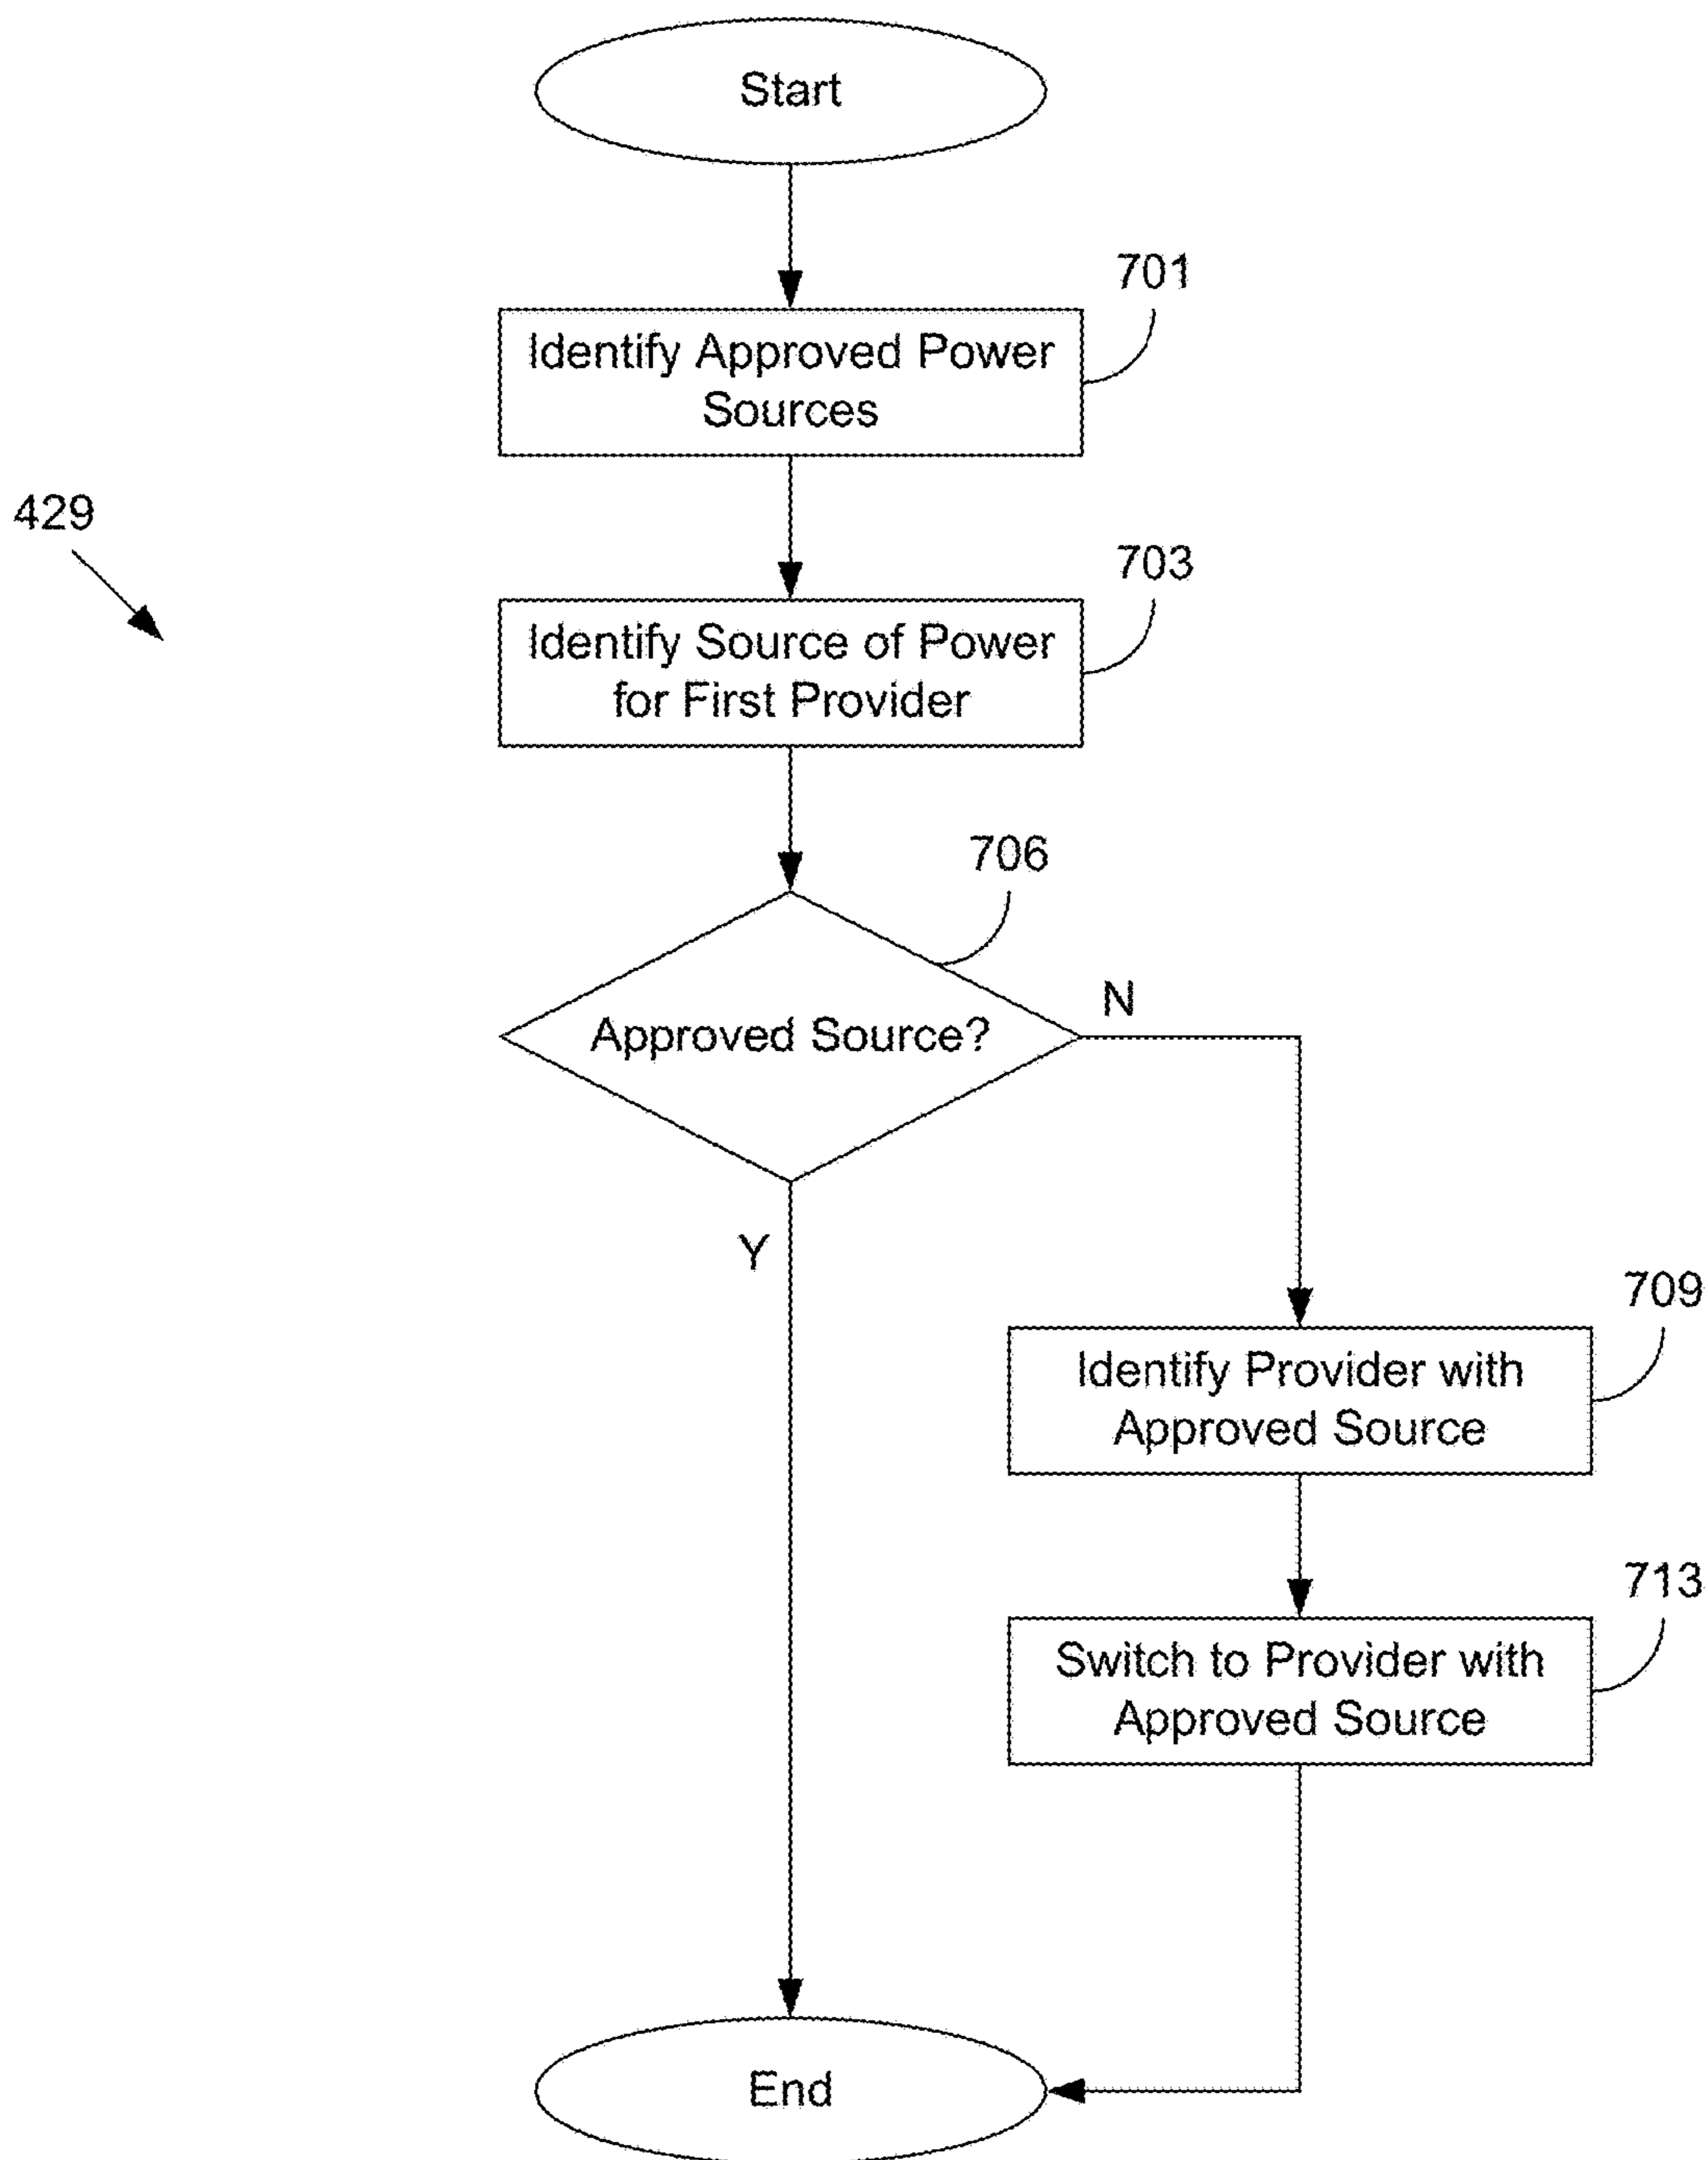 Start
701
Identify Approved Power
Sources
429
703
Identify Source of Power
for First Provider
706
Approved Source?
N
Y
709
Identify Provider with
Approved Source
713
Switch to Provider with
Approved Source
End